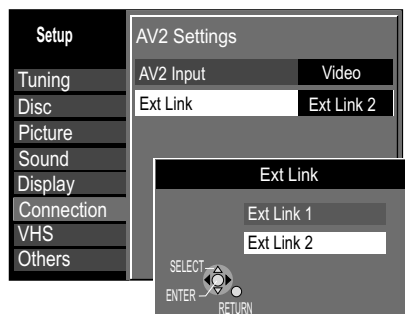 Setup
AV2 Settings
Tuning
Disc
Picture
Sound
Display
Connection
VHS
Others
AV2 Input Video
Ext Link Ext Link 2
Ext Link
Ext Link 1
Ext Link 2
SELECT
ENTER
RETURN